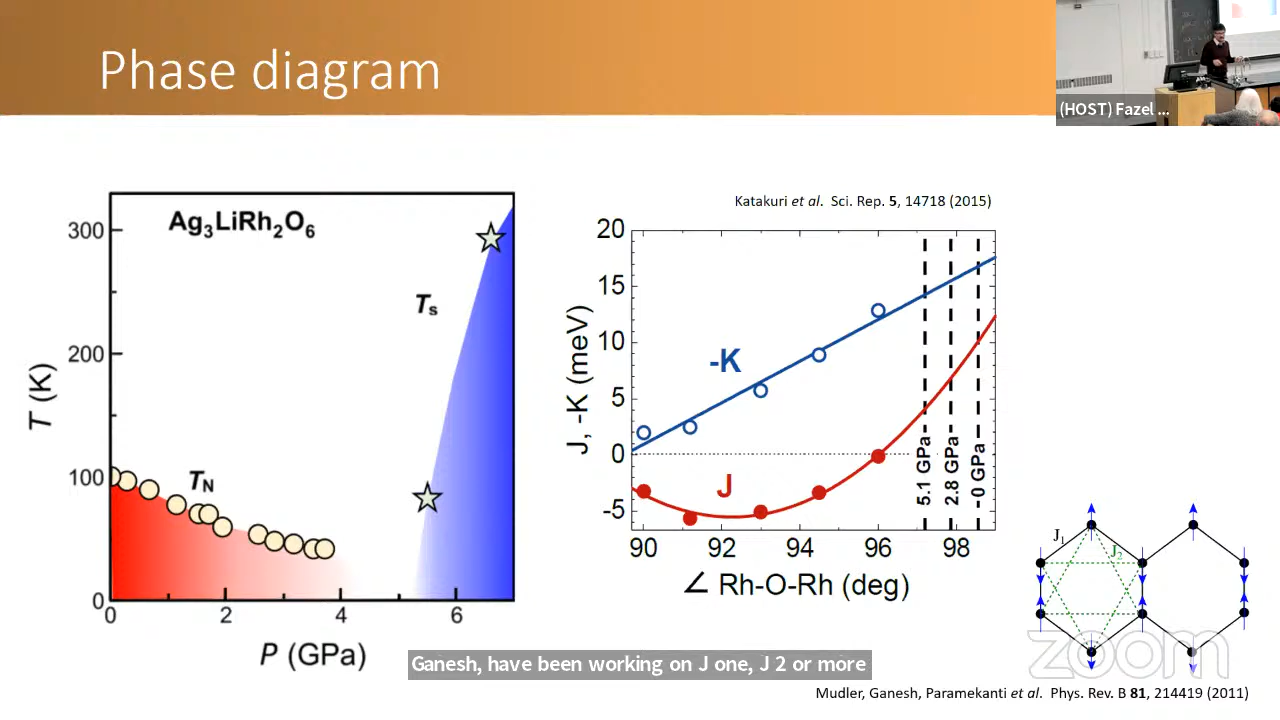 Phase diagram
(HOST) Fazel ...
Ag3LiRh2O6
300
200
100
0
T (K)
TN
Ts
0
2
4
6
P (GPa)
Katakuri et al. Sci. Rep. 5, 14718 (2015)
20
15
10
5
0
-5
J, -K (meV)
-K
J
5.1 GPa
2.8 GPa
0 GPa
90
92
94
96
98
∠ Rh-O-Rh (deg)
J1
J2
zoom
Ganesh, have been working on J one, J 2 or more
Mudler, Ganesh, Paramekanti et al. Phys. Rev. B 81, 214419 (2011)